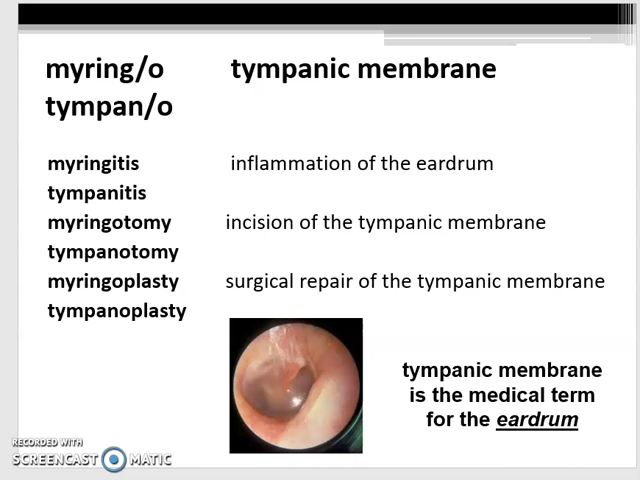 myring/o tympanic membrane
tympan/o
myringitis inflammation of the eardrum
tympanitis
myringotomy incision of the tympanic membrane
tympanotomy
myringoplasty surgical repair of the tympanic membrane
tympanoplasty
tympanic membrane
is the medical term
for the eardrum
RECORDED WITH
SCREENCAST MATIC